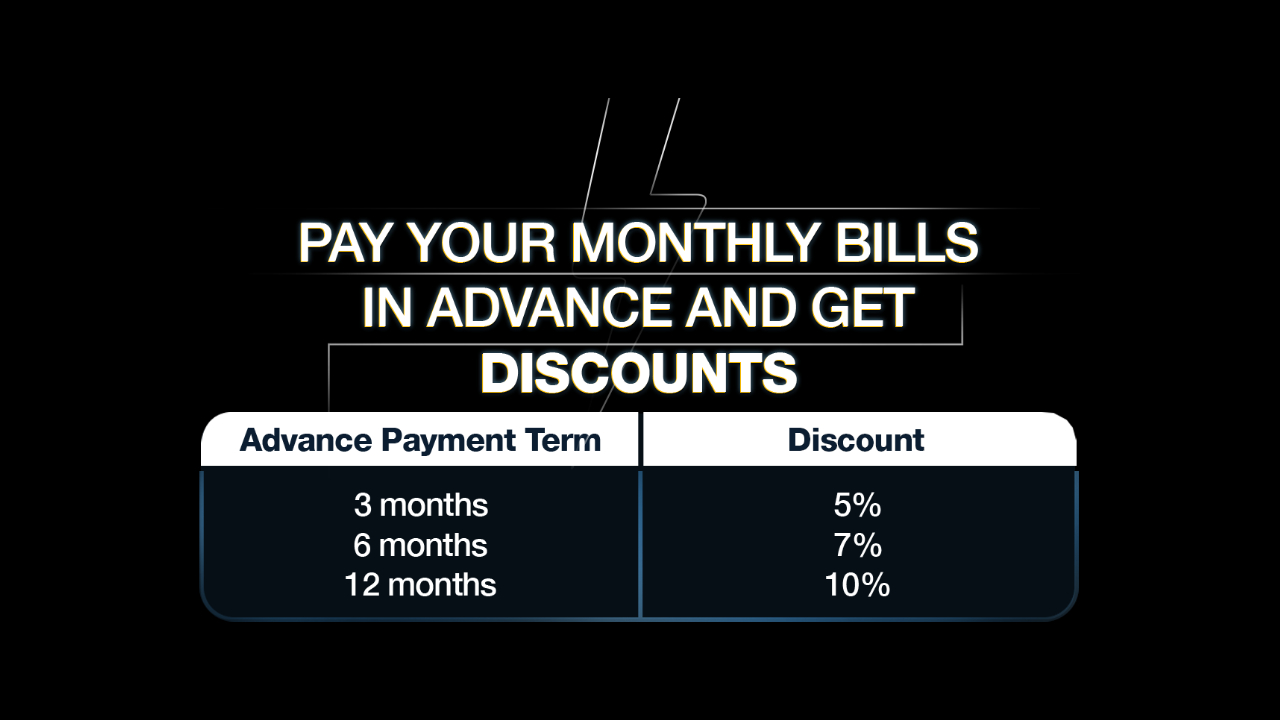 PAY YOUR MONTHLY BILLS
IN ADVANCE AND GET
DISCOUNTS
Advance Payment Term Discount
3 months 5%
6 months 7%
12 months 10%